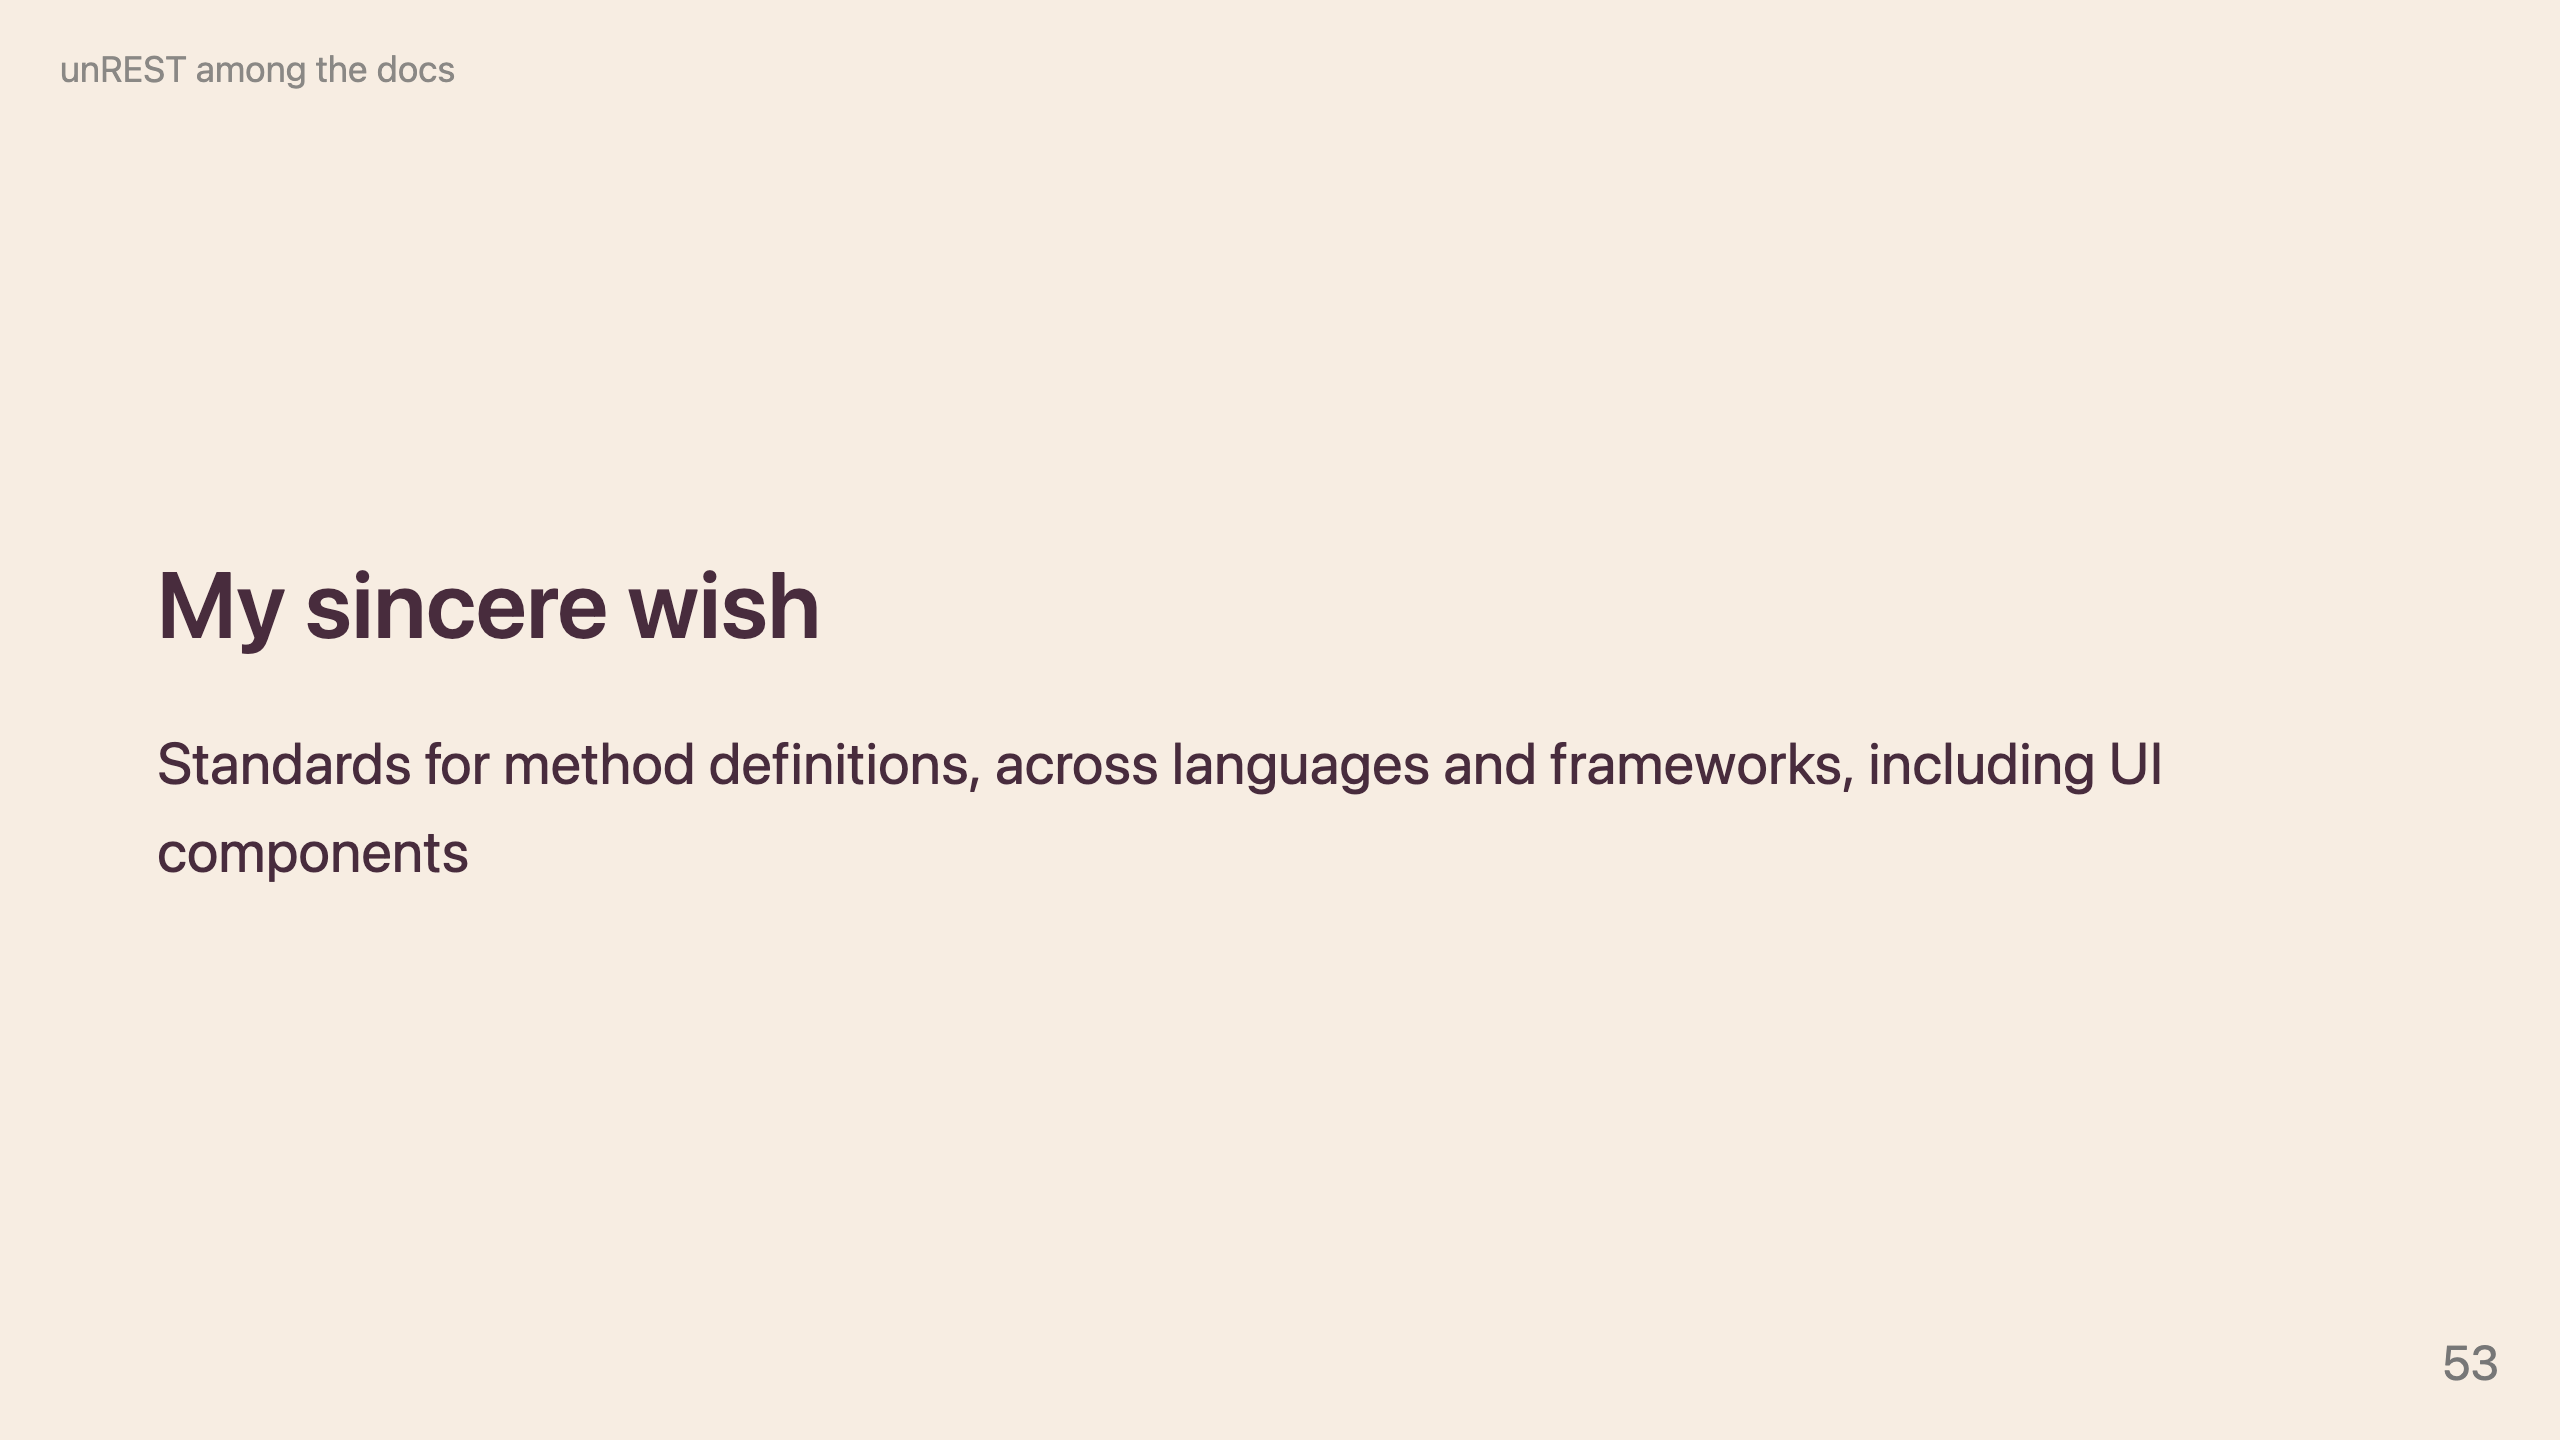 unREST among the docs
My sincere wish
Standards for method definitions, across languages and frameworks, including UI
components
53